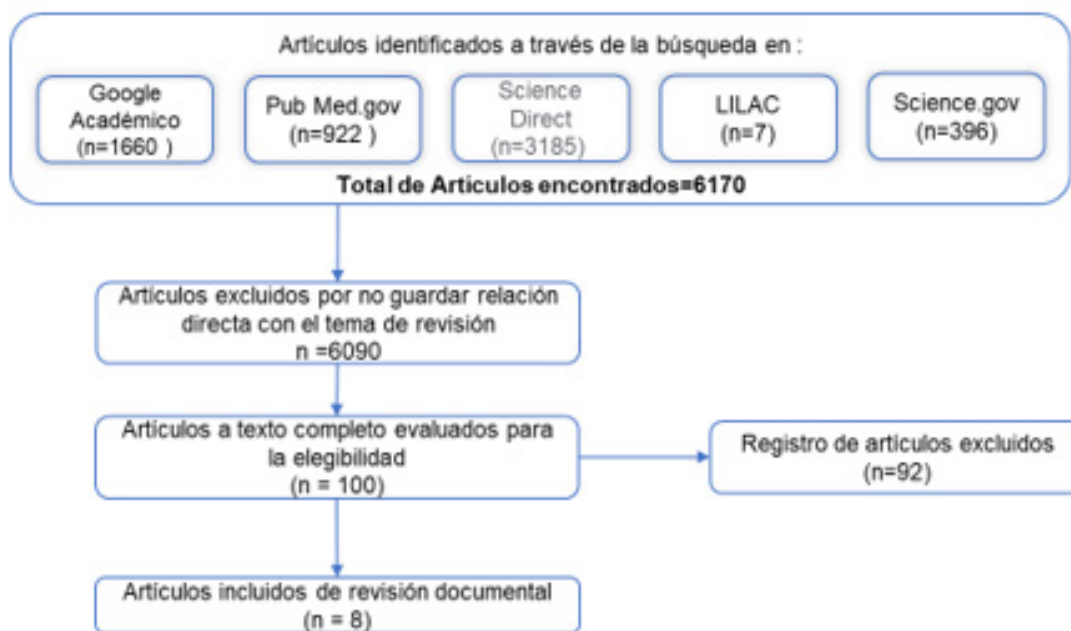 Artículos identificados a través de la búsqueda en :
Google
Académico
(n=1660 )
Pub Med.gov
(n=922 )
Science
Direct
(n=3185)
LILAC
(n=7)
Science.gov
(n=396)
Total de Articulos encontrados=6170
Artículos excluidos por no guardar relación
directa con el tema de revisión
n =6090
Artículos a texto completo evaluados para
la elegibilidad
(n = 100)
Registro de artículos excluidos
(n=92)
Artículos incluidos de revisión documental
(n = 8)